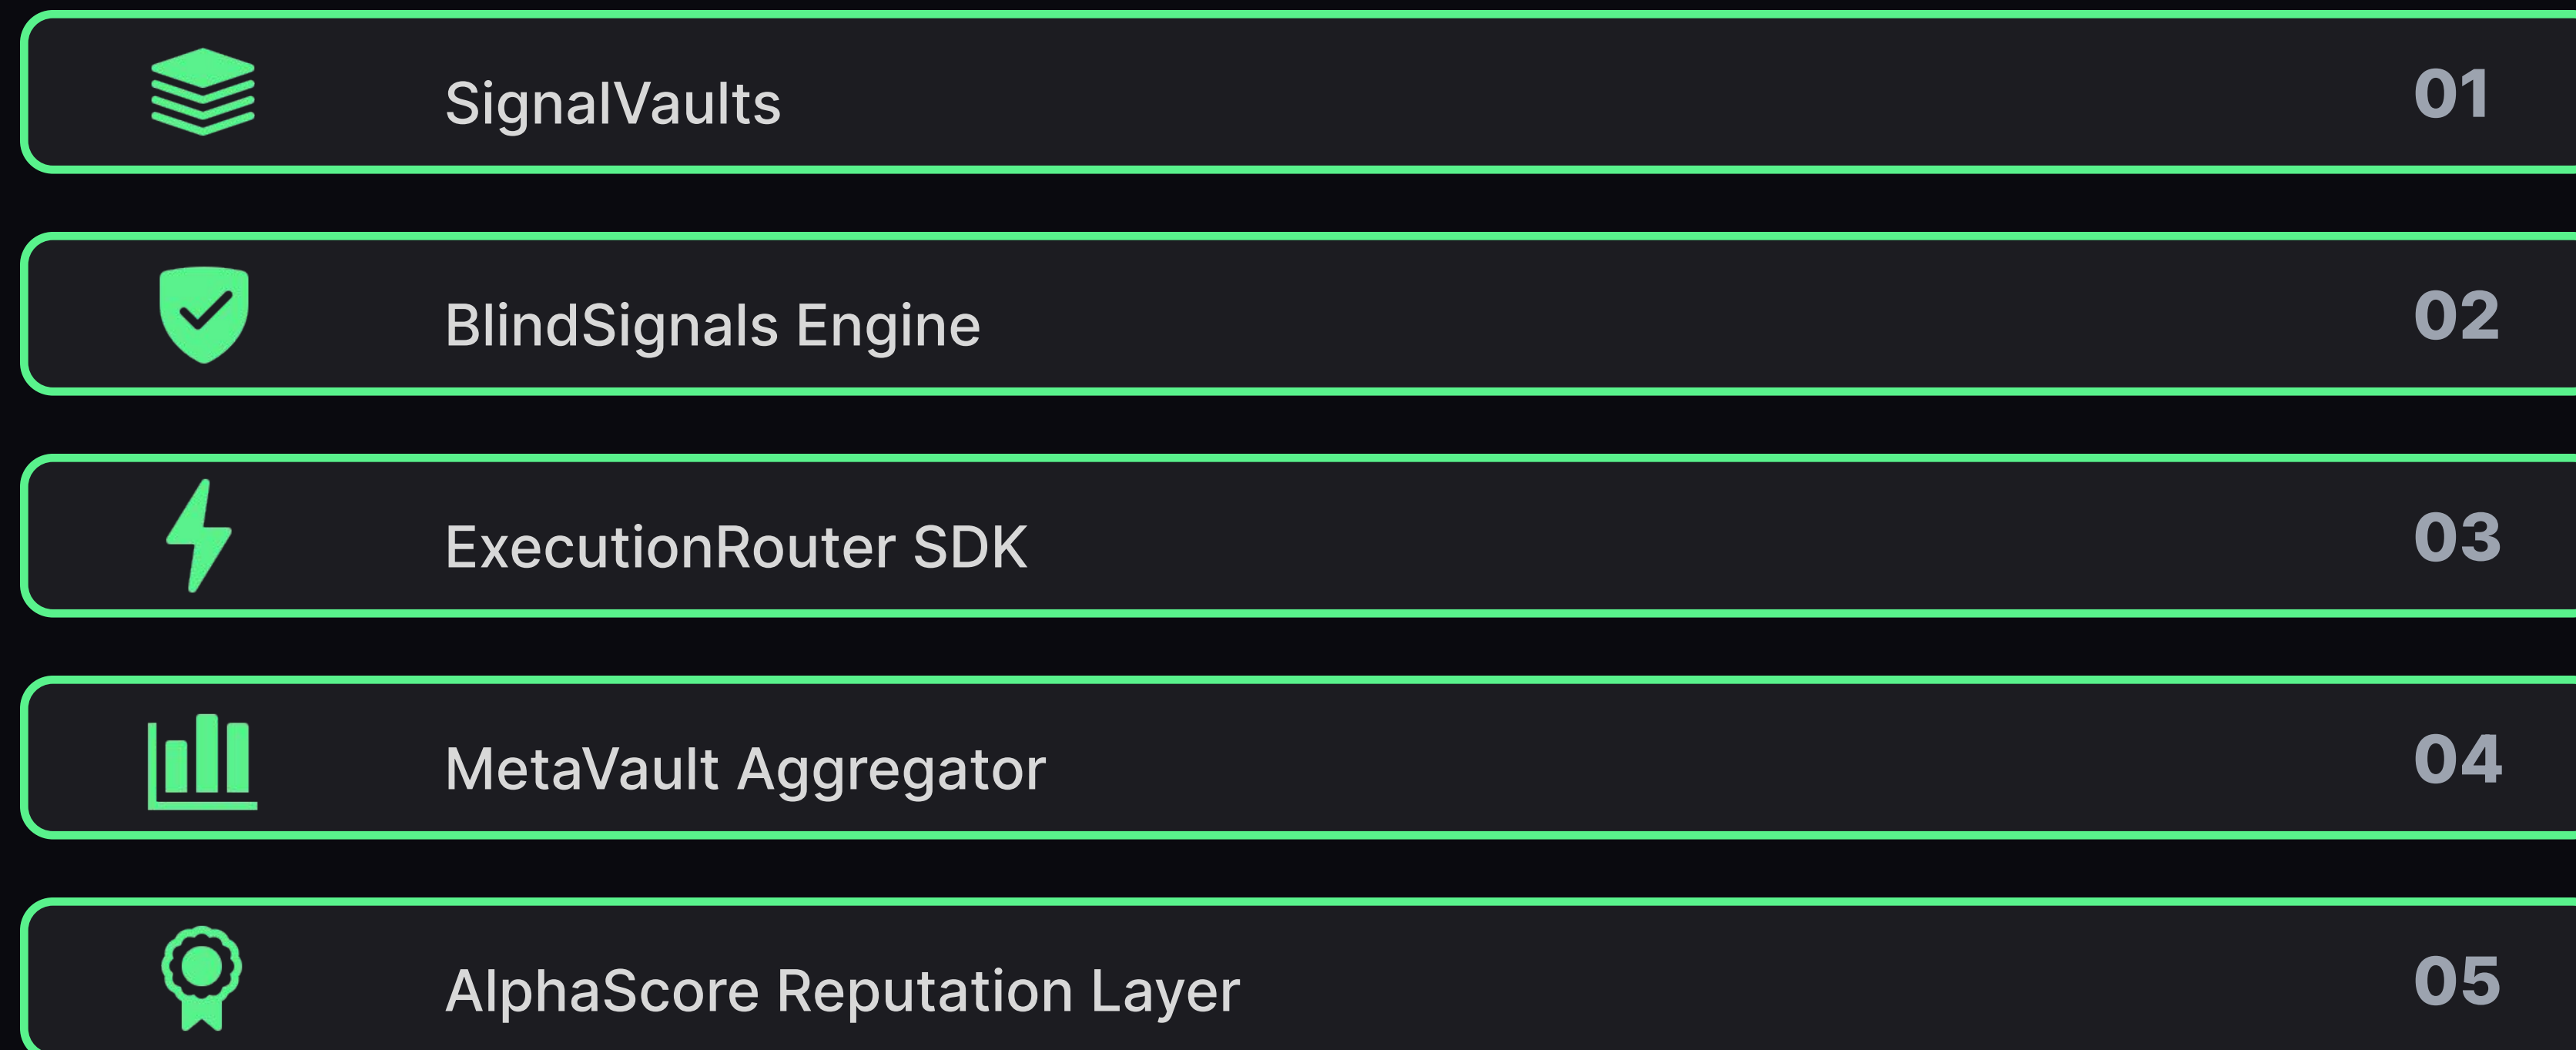 SignalVaults 01
BlindSignals Engine 02
ExecutionRouter SDK 03
MetaVault Aggregator 04
AlphaScore Reputation Layer 05